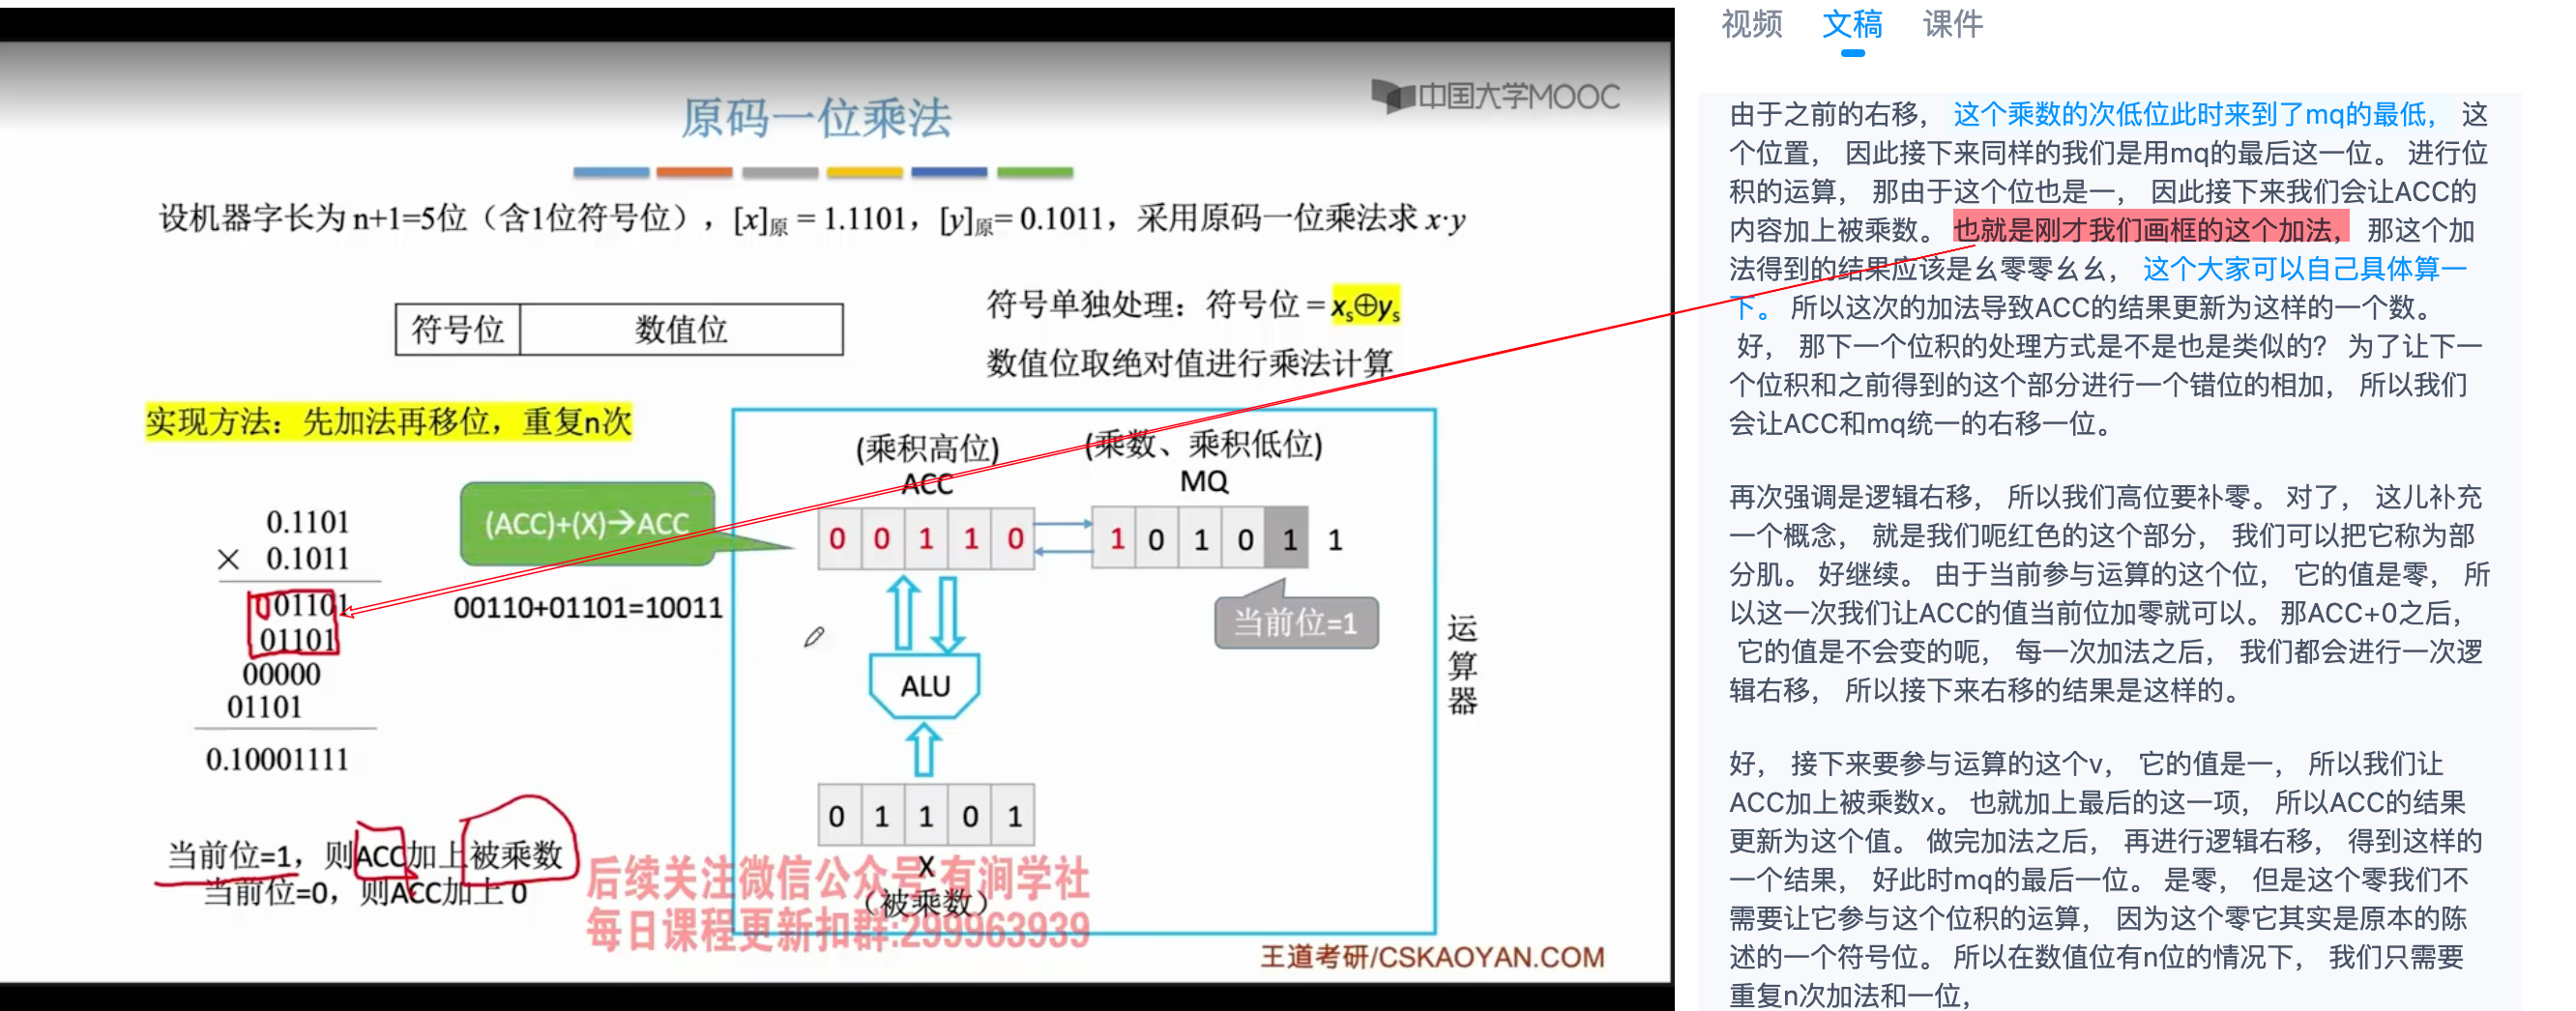 中国大学MOOC
原码一位乘法
设机器字长为 n+1=5位（含1位符号位），[x]原 = 1.1101，[y]原= 0.1011，采用原码一位乘法求 x·y
符号位 数值位
符号单独处理：符号位 = xs⊕ys
数值位取绝对值进行乘法计算
实现方法：先加法再移位，重复n次
0.1101
× 0.1011
001101
01101
00000
01101
0.10001111
(ACC)+(X)→ACC
00110+01101=10011
(乘积高位)
ACC
(乘数、乘积低位)
MQ
0 0 1 1 0
1 0 1 0 1 1
当前位=1
ALU
0 1 1 0 1
X
（被乘数）
运算器
当前位=1，则ACC加上被乘数
当前位=0，则ACC加上 0
后续关注微信公众号:有涧学社
每日课程更新扣群:299963939
王道考研/CSKAOYAN.COM
视频 文稿 课件
由于之前的右移， 这个乘数的次低位此时来到了mq的最低， 这
个位置， 因此接下来同样的我们是用mq的最后这一位。 进行位
积的运算， 那由于这个位也是一， 因此接下来我们会让ACC的
内容加上被乘数。 也就是刚才我们画框的这个加法， 那这个加
法得到的结果应该是幺零零幺幺， 这个大家可以自己具体算一
下。 所以这次的加法导致ACC的结果更新为这样的一个数。
好， 那下一个位积的处理方式是不是也是类似的? 为了让下一
个位积和之前得到的这个部分进行一个错位的相加， 所以我们
会让ACC和mq统一的右移一位。
再次强调是逻辑右移， 所以我们高位要补零。 对了， 这儿补充
一个概念， 就是我们呃红色的这个部分， 我们可以把它称为部
分肌。 好继续。 由于当前参与运算的这个位， 它的值是零， 所
以这一次我们让ACC的值当前位加零就可以。 那ACC+0之后，
它的值是不会变的呃， 每一次加法之后， 我们都会进行一次逻
辑右移， 所以接下来右移的结果是这样的。
好， 接下来要参与运算的这个v， 它的值是一， 所以我们让
ACC加上被乘数x。 也就加上最后的这一项， 所以ACC的结果
更新为这个值。 做完加法之后， 再进行逻辑右移， 得到这样的
一个结果， 好此时mq的最后一位。 是零， 但是这个零我们不
需要让它参与这个位积的运算， 因为这个零它其实是原本的陈
述的一个符号位。 所以在数值位有n位的情况下， 我们只需要
重复n次加法和一位，